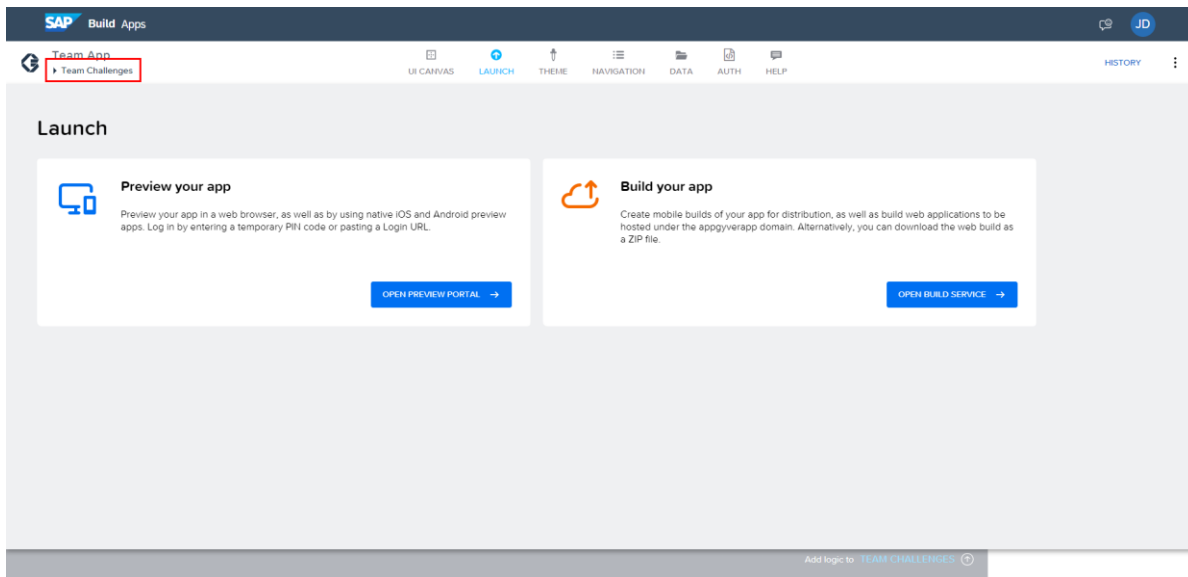 SAP Build Apps
JD
Team App
Team Challenges
UI CANVAS
LAUNCH
THEME
NAVIGATION
DATA
AUTH
HELP
HISTORY
Launch
Preview your app
Preview your app in a web browser, as well as by using native iOS and Android preview
apps. Log in by entering a temporary PIN code or pasting a Login URL.
OPEN PREVIEW PORTAL
Build your app
Create mobile builds of your app for distribution, as well as build web applications to be
hosted under the appgyverapp domain. Alternatively, you can download the web build as
a ZIP file.
OPEN BUILD SERVICE
Add logic to TEAM CHALLENGES